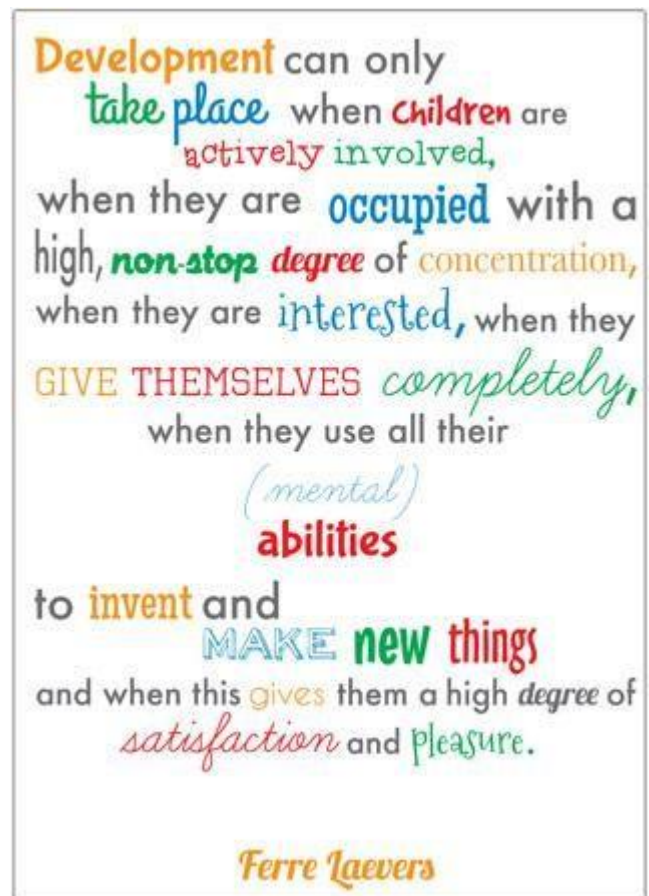 Development can only
take place when children are
actively involved,
when they are occupied with a
high, non-stop degree of concentration,
when they are interested, when they
GIVE THEMSELVES completely,
when they use all their
(mental)
abilities
to invent and
MAKE new things
and when this gives them a high degree of
satisfaction and pleasure.
Ferre Laevers